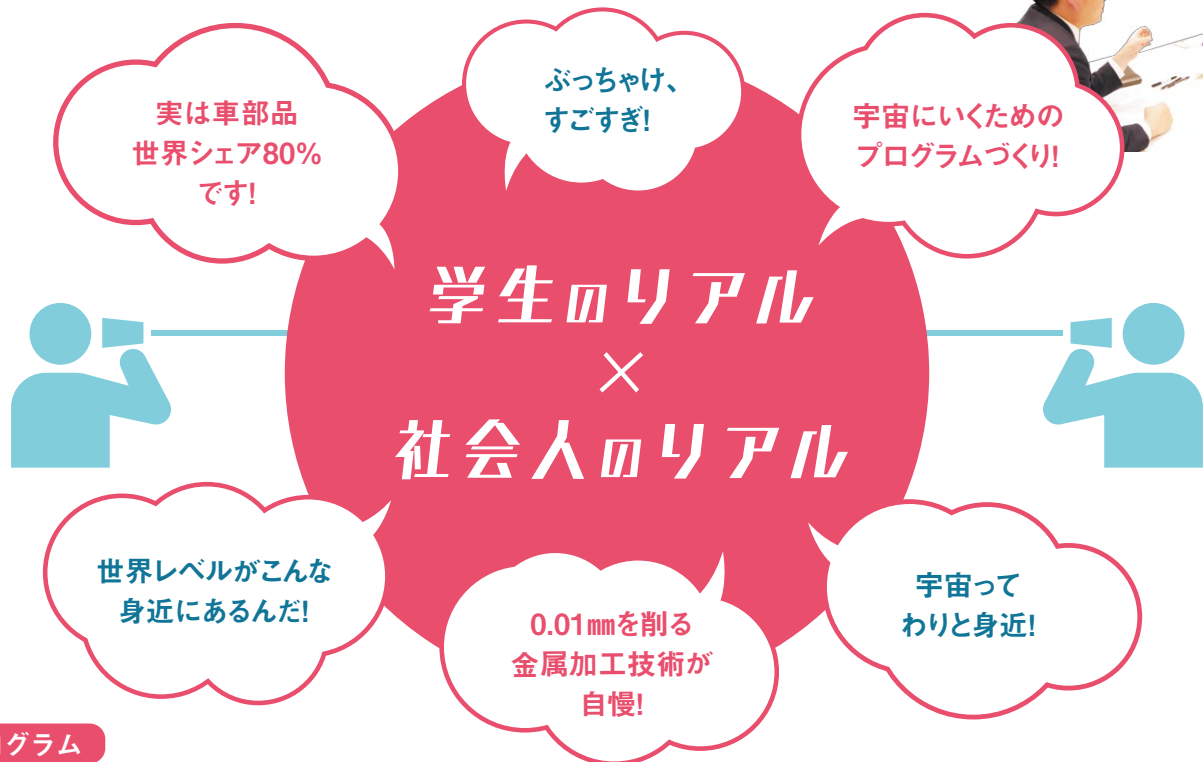 実は車部品
世界シェア80%
です!
ぶっちゃけ、
すごすぎ!
宇宙にいくための
プログラムづくり!
学生のリアル
×
社会人のリアル
世界レベルがこんな
身近にあるんだ!
0.01㎜を削る
金属加工技術が
自慢!
宇宙って
わりと身近!
グラム